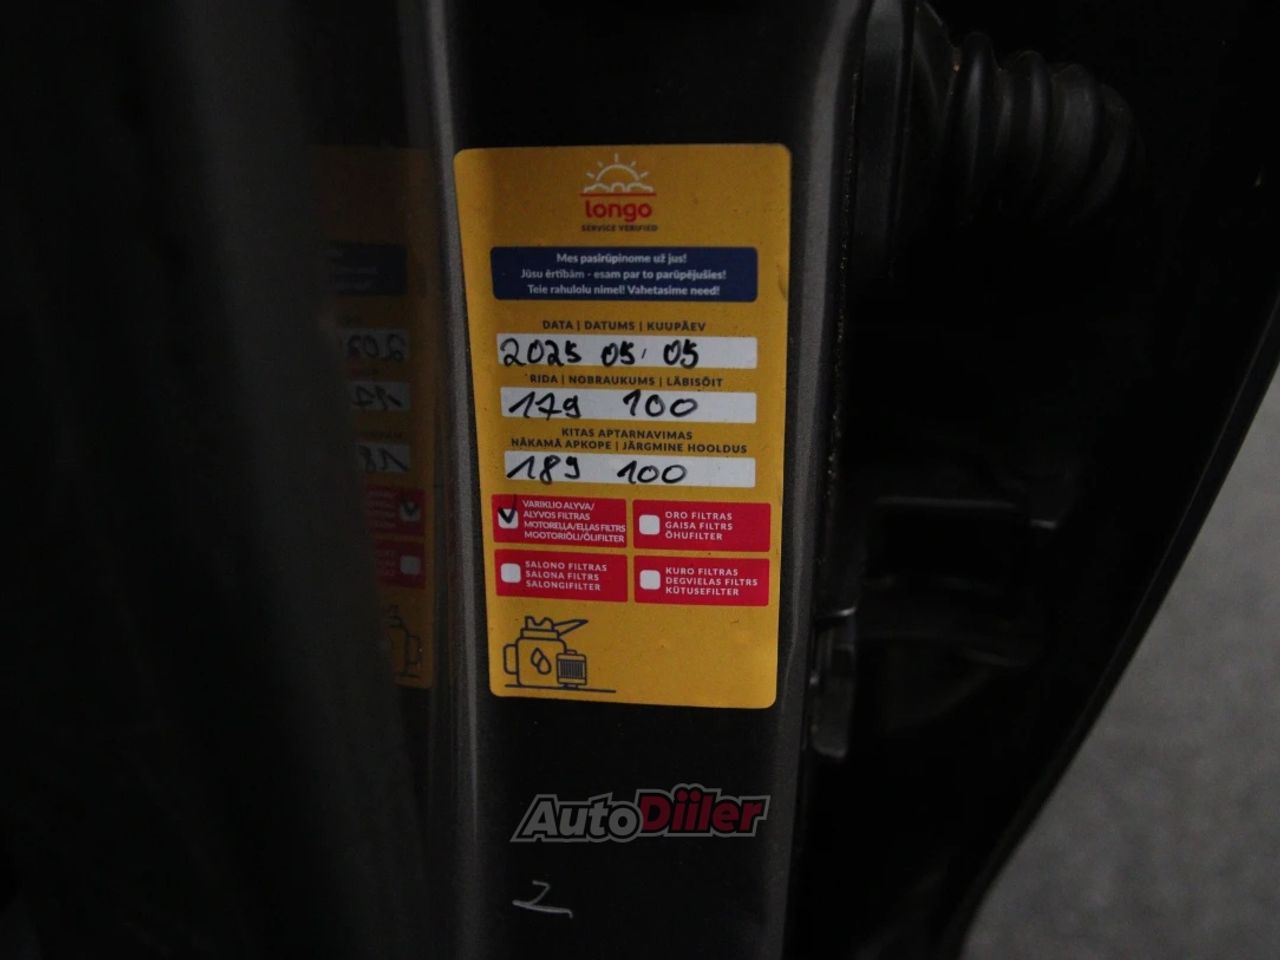 longo
SERVICE VERIFIED
Mes pasirūpinome už jus!
Jūsu ērtībām - esam par to parūpējušies!
Teie rahulolu nimel! Vahetasime need!
DATA | DATUMS | KUUPÄEV
2025 05. 05
RIDA | NOBRAUKUMS | LÄBISÕIT
179 100
KITAS APTARNAVIMAS
NĀKAMĀ APKOPE | JÄRGMINE HOOLDUS
189 100
VARIKLIO ALYVA/
ALYVOS FILTRAS
MOTOREĻĻA/EĻĻAS FILTRS
MOOTORIÕLI/ÕLIFILTER
ORO FILTRAS
GAISA FILTRS
ÕHUFILTER
SALONO FILTRAS
SALONA FILTRS
SALONGIFILTER
KURO FILTRAS
DEGVIELAS FILTRS
KÜTUSEFILTER
AutoDiiler
2